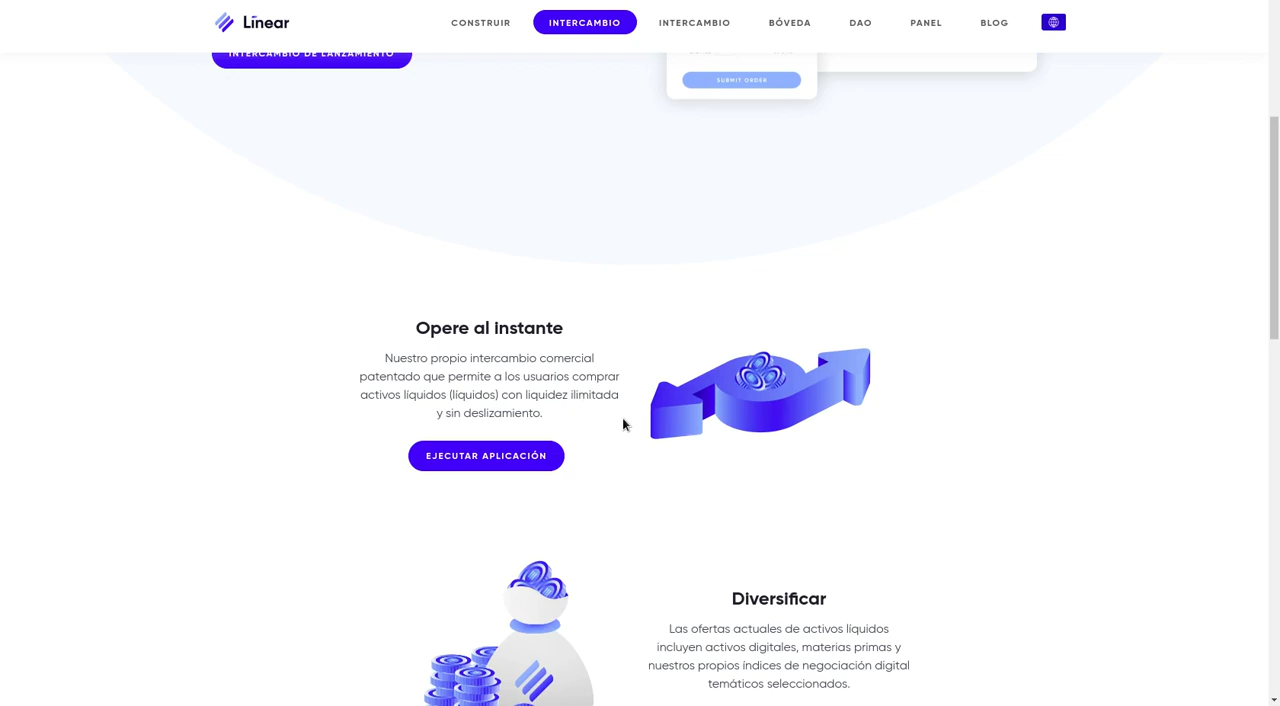 Linear
CONSTRUIR
INTERCAMBIO
INTERCAMBIO
BÓVEDA
DAO
PANEL
BLOG
INTERCAMBIO DE LANZAMIENTO
SUBMIT ORDER
Opere al instante
Nuestro propio intercambio comercial
patentado que permite a los usuarios comprar
activos líquidos (líquidos) con liquidez ilimitada
y sin deslizamiento.
EJECUTAR APLICACIÓN
Diversificar
Las ofertas actuales de activos líquidos
incluyen activos digitales, materias primas y
nuestros propios índices de negociación digital
temáticos seleccionados.